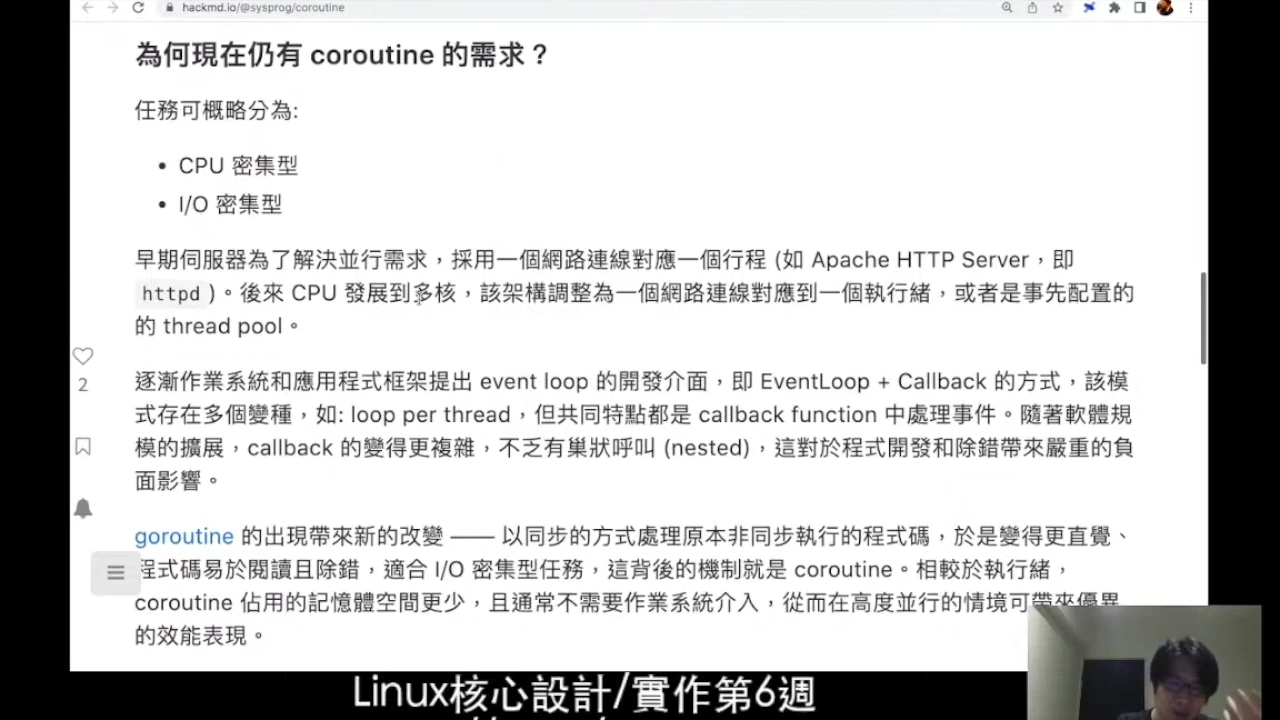 hackmd.io/@sysprog/coroutine
為何現在仍有 coroutine 的需求？
任務可概略分為:
• CPU 密集型
• I/O 密集型
早期伺服器為了解決並行需求，採用一個網路連線對應一個行程 (如 Apache HTTP Server，即
httpd )。後來 CPU 發展到多核，該架構調整為一個網路連線對應到一個執行緒，或者是事先配置的
的 thread pool。
逐漸作業系統和應用程式框架提出 event loop 的開發介面，即 EventLoop + Callback 的方式，該模
式存在多個變種，如: loop per thread，但共同特點都是 callback function 中處理事件。隨著軟體規
模的擴展，callback 的變得更複雜，不乏有巢狀呼叫 (nested)，這對於程式開發和除錯帶來嚴重的負
面影響。
2
goroutine 的出現帶來新的改變 —— 以同步的方式處理原本非同步執行的程式碼，於是變得更直覺、
程式碼易於閱讀且除錯，適合 I/O 密集型任務，這背後的機制就是 coroutine。相較於執行緒，
coroutine 佔用的記憶體空間更少，且通常不需要作業系統介入，從而在高度並行的情境可帶來優異
的效能表現。
Linux核心設計/實作第6週